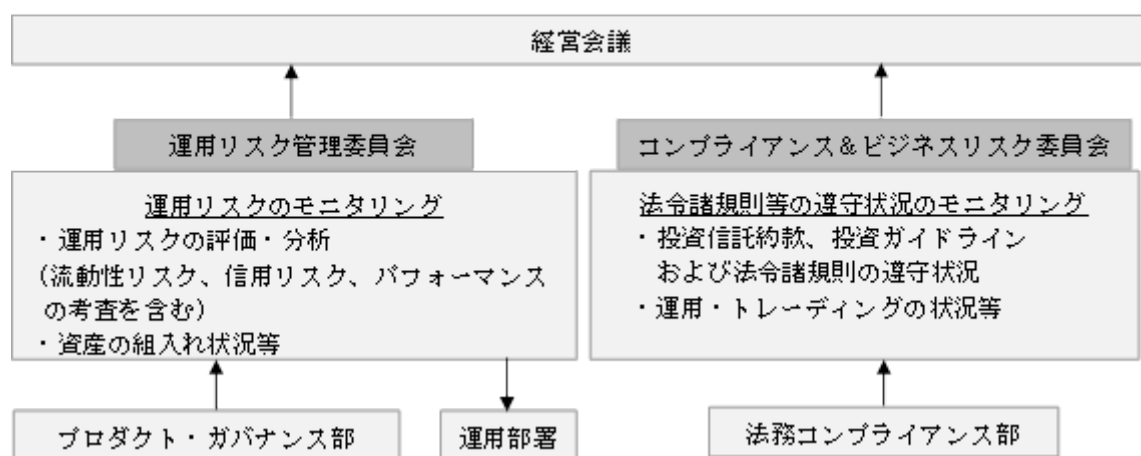 経営会議
運用リスク管理委員会
運用リスクのモニタリング
・運用リスクの評価・分析
(流動性リスク、信用リスク、パフォーマンス
の考査を含む)
・資産の組入れ状況等
プロダクト・ガバナンス部
運用部署
コンプライアンス＆ビジネスリスク委員会
法令諸規則等の遵守状況のモニタリング
・投資信託約款、投資ガイドライン
および法令諸規則の遵守状況
・運用・トレーディングの状況等
法務コンプライアンス部